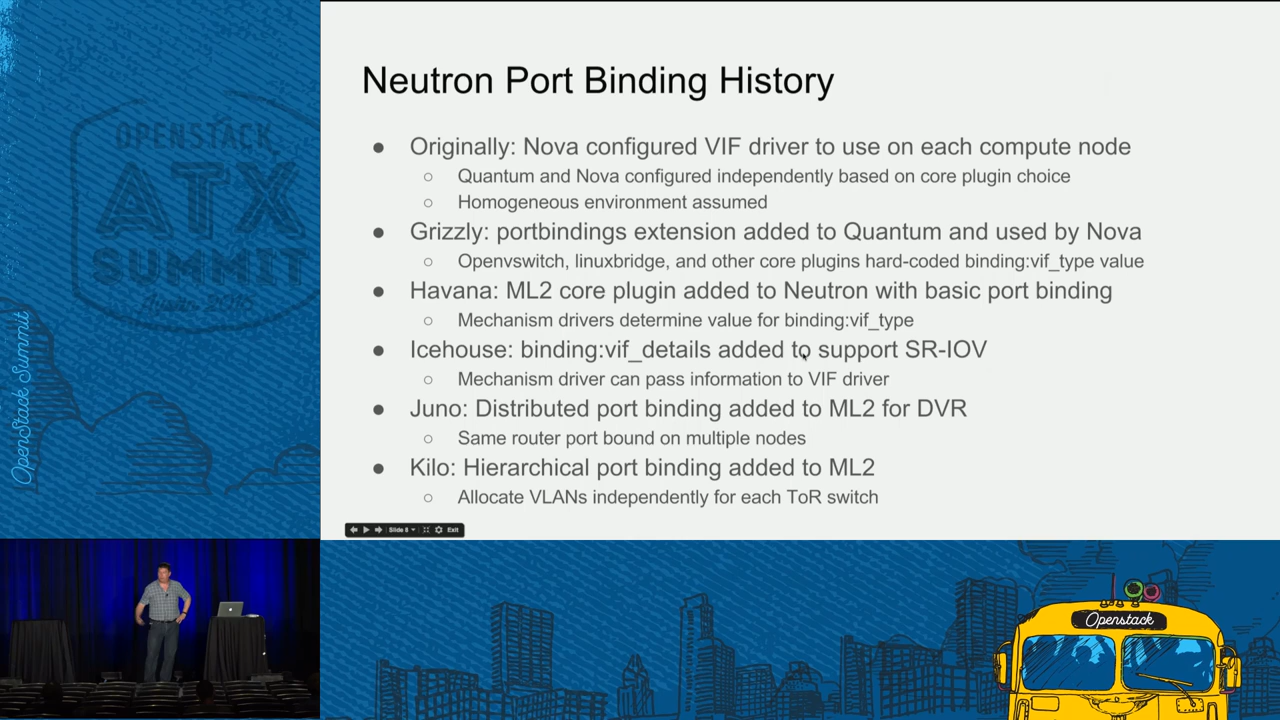 Neutron Port Binding History
● Originally: Nova configured VIF driver to use on each compute node
○ Quantum and Nova configured independently based on core plugin choice
○ Homogeneous environment assumed
● Grizzly: portbindings extension added to Quantum and used by Nova
○ Openvswitch, linuxbridge, and other core plugins hard-coded binding:vif_type value
● Havana: ML2 core plugin added to Neutron with basic port binding
○ Mechanism drivers determine value for binding:vif_type
● Icehouse: binding:vif_details added to support SR-IOV
○ Mechanism driver can pass information to VIF driver
● Juno: Distributed port binding added to ML2 for DVR
○ Same router port bound on multiple nodes
● Kilo: Hierarchical port binding added to ML2
○ Allocate VLANs independently for each ToR switch
Slide 8
Exit
OPENSTACK
ATX
SUMMIT
Austin 2016
OpenStack Summit
Openstack